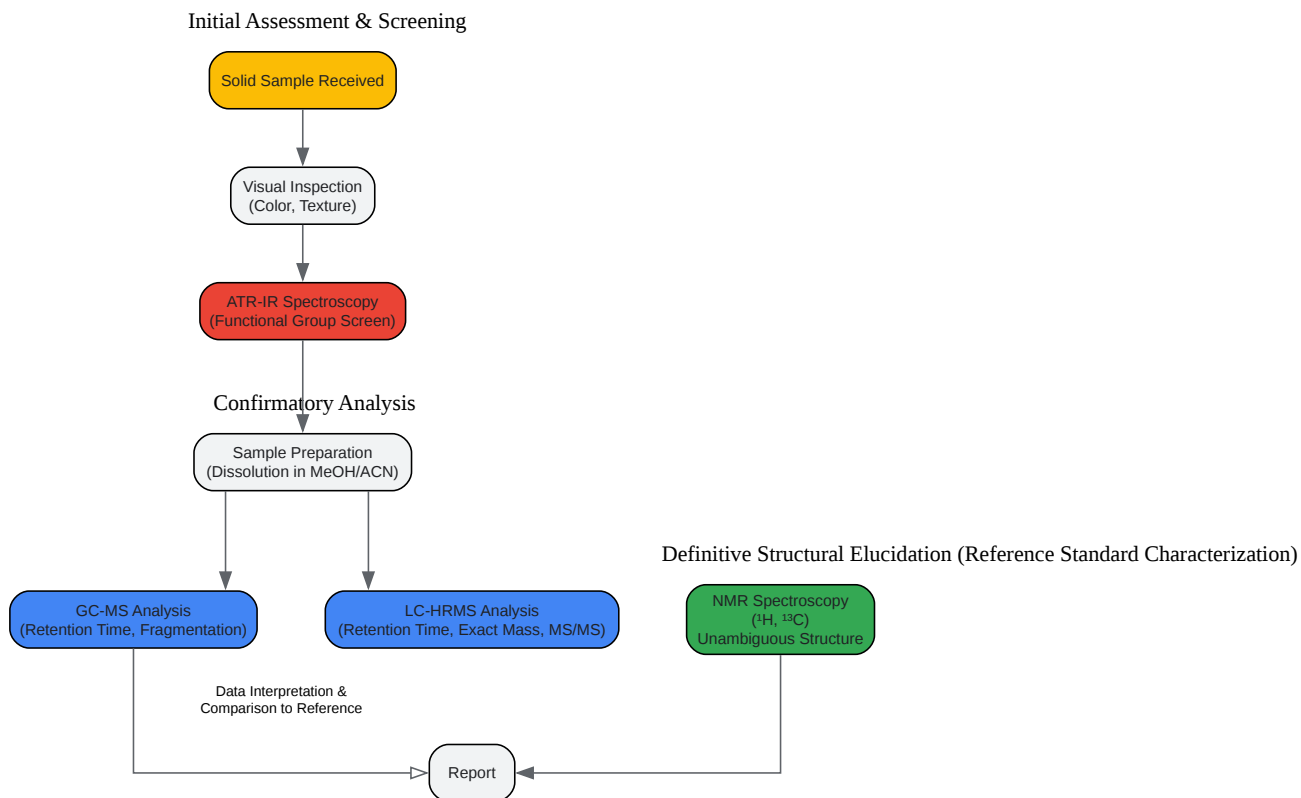 Initial Assessment & Screening
Solid Sample Received
Visual Inspection
(Color, Texture)
ATR-IR Spectroscopy
(Functional Group Screen)
Confirmatory Analysis
Sample Preparation
(Dissolution in MeOH/ACN)
Definitive Structural Elucidation (Reference Standard Characterization)
GC-MS Analysis
(Retention Time, Fragmentation)
LC-HRMS Analysis
(Retention Time, Exact Mass, MS/MS)
NMR Spectroscopy
(¹H, ¹³C)
Unambiguous Structure
Data Interpretation &
Comparison to Reference
Report